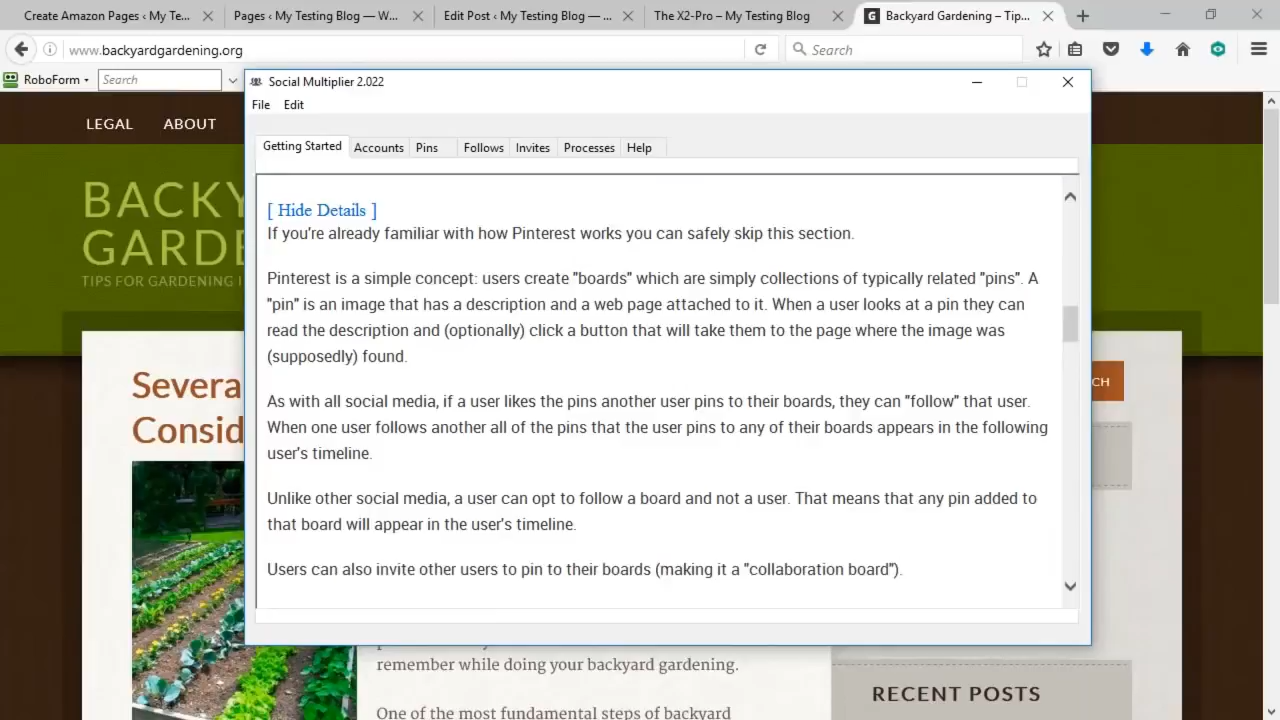 Create Amazon Pages ‹ My Te...
Pages ‹ My Testing Blog — W...
Edit Post ‹ My Testing Blog — ...
The X2-Pro – My Testing Blog
G Backyard Gardening – Tip...
www.backyardgardening.org
Search
RoboForm
Search
LEGAL ABOUT
BACKY
GARDE
TIPS FOR GARDENING I
Social Multiplier 2.022
File Edit
Getting Started Accounts Pins Follows Invites Processes Help
[ Hide Details ]
If you're already familiar with how Pinterest works you can safely skip this section.
Pinterest is a simple concept: users create "boards" which are simply collections of typically related "pins". A
"pin" is an image that has a description and a web page attached to it. When a user looks at a pin they can
read the description and (optionally) click a button that will take them to the page where the image was
(supposedly) found.
As with all social media, if a user likes the pins another user pins to their boards, they can "follow" that user.
When one user follows another all of the pins that the user pins to any of their boards appears in the following
user's timeline.
Unlike other social media, a user can opt to follow a board and not a user. That means that any pin added to
that board will appear in the user's timeline.
Users can also invite other users to pin to their boards (making it a "collaboration board").
Severa
Consid
CH
remember while doing your backyard gardening.
One of the most fundamental steps of backyard
RECENT POSTS